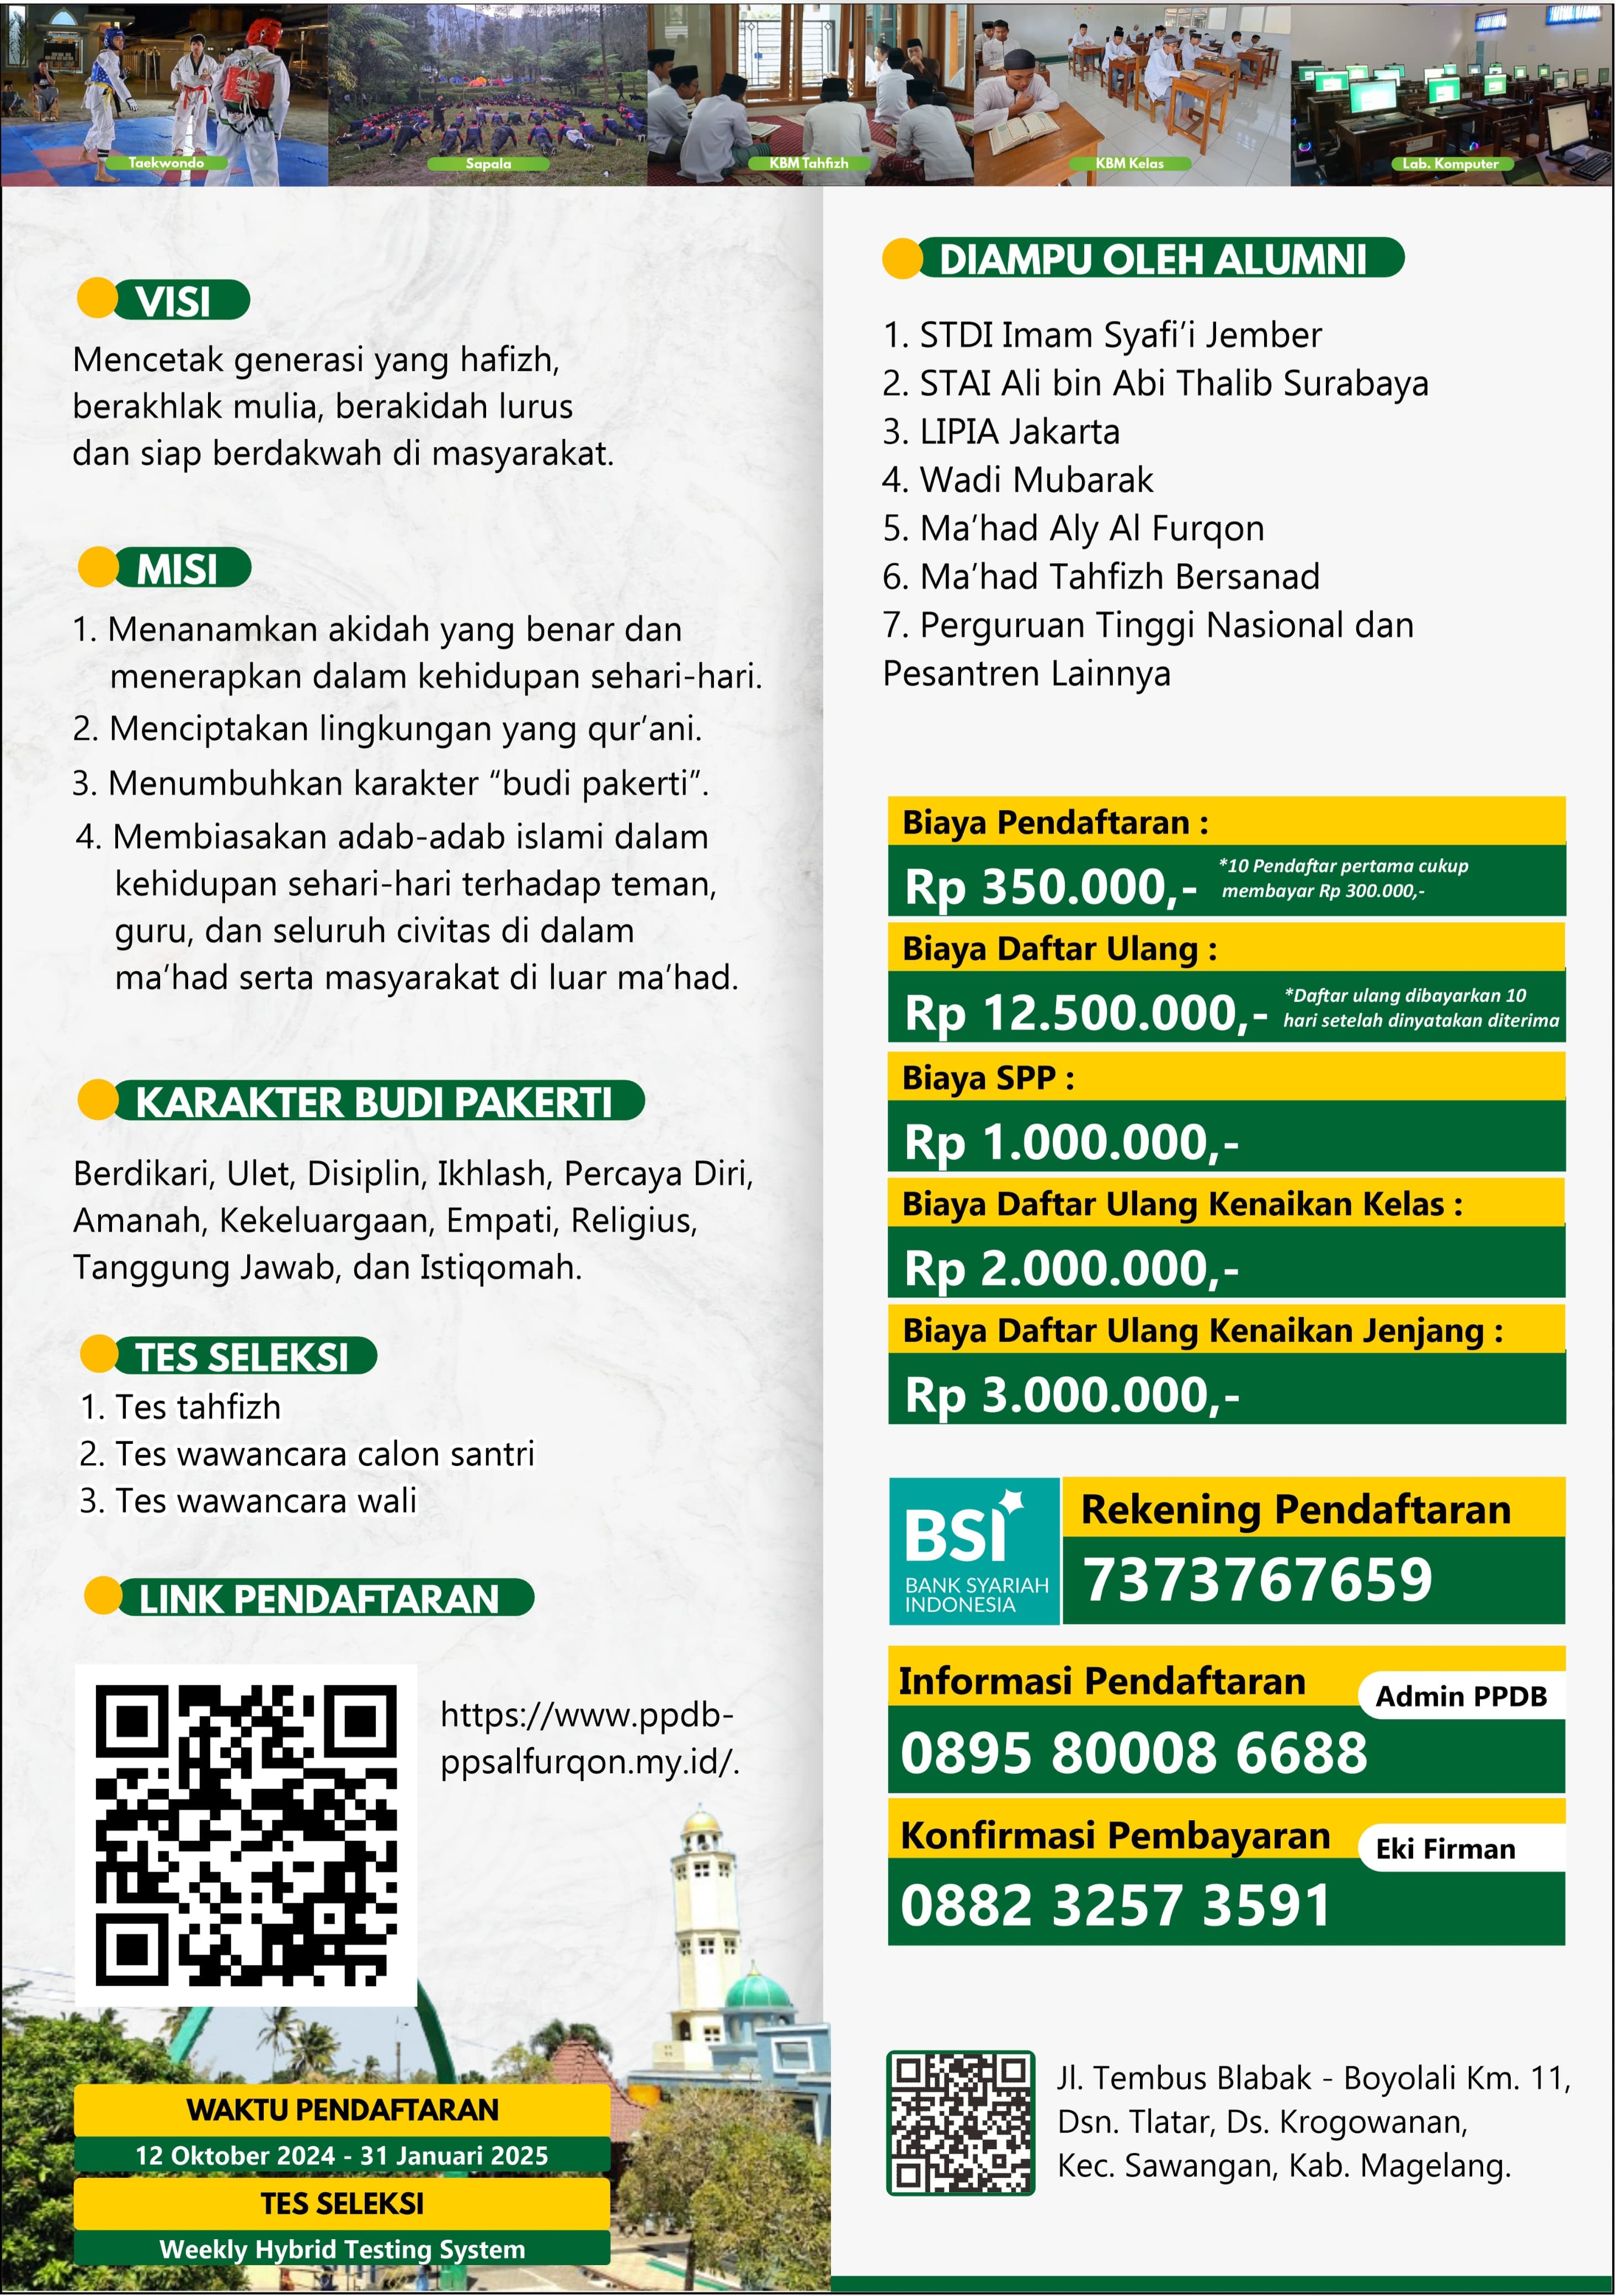 Taekwondo
Sapala
KBM Tahfizh
KBM Kelas
Lab. Komputer
VISI
Mencetak generasi yang hafizh,
berakhlak mulia, berakidah lurus
dan siap berdakwah di masyarakat.
MISI
1. Menanamkan akidah yang benar dan
menerapkan dalam kehidupan sehari-hari.
2. Menciptakan lingkungan yang qur’ani.
3. Menumbuhkan karakter “budi pakerti”.
4. Membiasakan adab-adab islami dalam
kehidupan sehari-hari terhadap teman,
guru, dan seluruh civitas di dalam
ma’had serta masyarakat di luar ma’had.
KARAKTER BUDI PAKERTI
Berdikari, Ulet, Disiplin, Ikhlash, Percaya Diri,
Amanah, Kekeluargaan, Empati, Religius,
Tanggung Jawab, dan Istiqomah.
TES SELEKSI
1. Tes tahfizh
2. Tes wawancara calon santri
3. Tes wawancara wali
LINK PENDAFTARAN
https://www.ppdb-
ppsalfurqon.my.id/.
WAKTU PENDAFTARAN
12 Oktober 2024 - 31 Januari 2025
TES SELEKSI
Weekly Hybrid Testing System
DIAMPU OLEH ALUMNI
1. STDI Imam Syafi’i Jember
2. STAI Ali bin Abi Thalib Surabaya
3. LIPIA Jakarta
4. Wadi Mubarak
5. Ma’had Aly Al Furqon
6. Ma’had Tahfizh Bersanad
7. Perguruan Tinggi Nasional dan
Pesantren Lainnya
Biaya Pendaftaran :
Rp 350.000,-
*10 Pendaftar pertama cukup
membayar Rp 300.000,-
Biaya Daftar Ulang :
Rp 12.500.000,-
*Daftar ulang dibayarkan 10
hari setelah dinyatakan diterima
Biaya SPP :
Rp 1.000.000,-
Biaya Daftar Ulang Kenaikan Kelas :
Rp 2.000.000,-
Biaya Daftar Ulang Kenaikan Jenjang :
Rp 3.000.000,-
BSI
BANK SYARIAH
INDONESIA
Rekening Pendaftaran
7373767659
Informasi Pendaftaran
Admin PPDB
0895 80008 6688
Konfirmasi Pembayaran
Eki Firman
0882 3257 3591
Jl. Tembus Blabak - Boyolali Km. 11,
Dsn. Tlatar, Ds. Krogowanan,
Kec. Sawangan, Kab. Magelang.